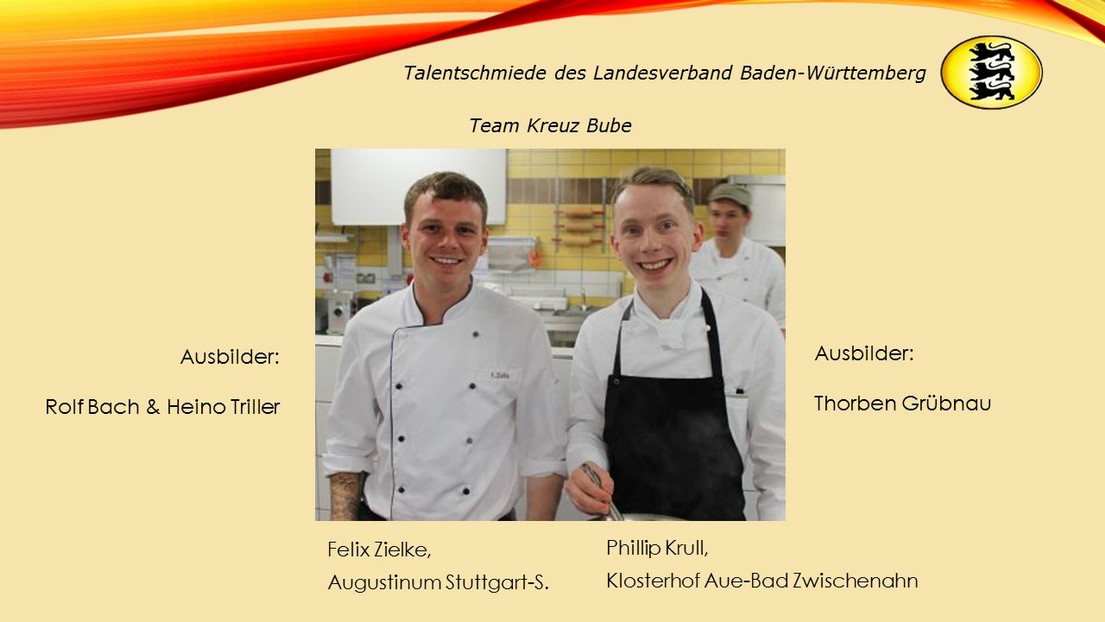 Talentschmiede des Landesverband Baden-Württemberg
Team Kreuz Bube
Ausbilder:
Rolf Bach & Heino Triller
Ausbilder:
Thorben Grübnau
Felix Zielke,
Augustinum Stuttgart-S.
Phillip Krull,
Klosterhof Aue-Bad Zwischenahn